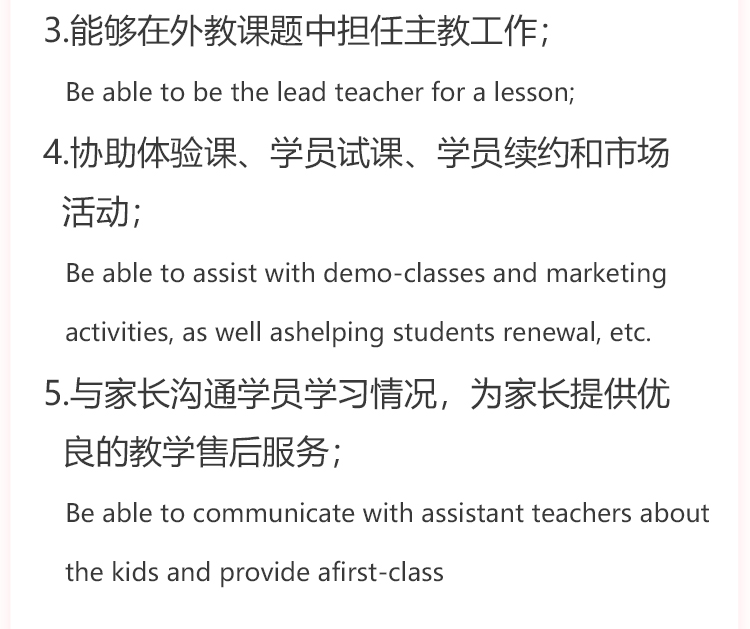 3.能够在外教课题中担任主教工作；
Be able to be the lead teacher for a lesson;
4.协助体验课、学员试课、学员续约和市场
活动；
Be able to assist with demo-classes and marketing
activities, as well ashelping students renewal, etc.
5.与家长沟通学员学习情况，为家长提供优
良的教学售后服务；
Be able to communicate with assistant teachers about
the kids and provide afirst-class